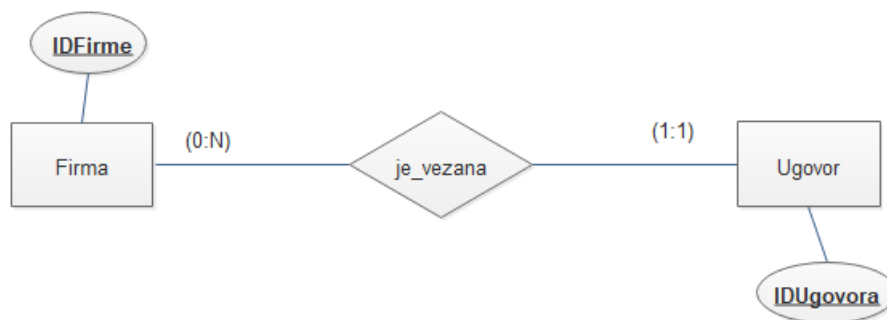 IDFirme
Firma
(0:N)
je_vezana
(1:1)
Ugovor
IDUgovora